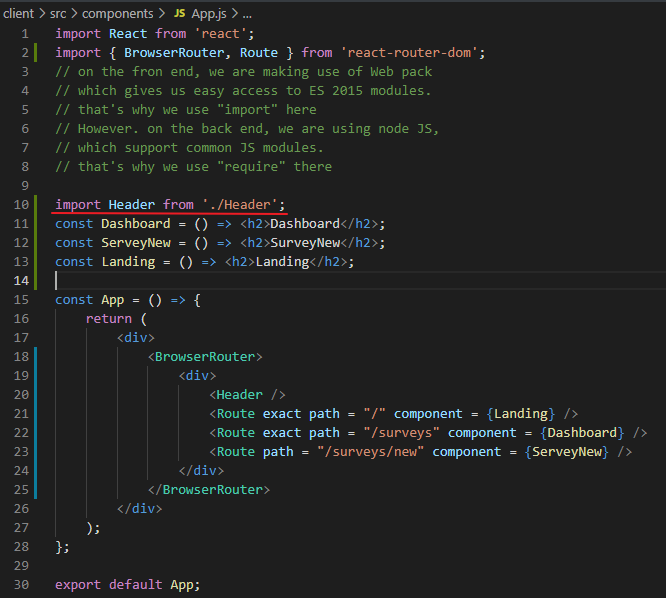 client > src > components > JS App.js > ...
1 import React from 'react';
2 import { BrowserRouter, Route } from 'react-router-dom';
3 // on the fron end, we are making use of Web pack
4 // which gives us easy access to ES 2015 modules.
5 // that's why we use "import" here
6 // However. on the back end, we are using node JS,
7 // which support common JS modules.
8 // that's why we use "require" there
9
10 import Header from './Header';
11 const Dashboard = () => <h2>Dashboard</h2>;
12 const ServeyNew = () => <h2>SurveyNew</h2>;
13 const Landing = () => <h2>Landing</h2>;
14
15 const App = () => {
16     return (
17         <div>
18             <BrowserRouter>
19                 <div>
20                     <Header />
21                     <Route exact path = "/" component = {Landing} />
22                     <Route exact path = "/surveys" component = {Dashboard} />
23                     <Route path = "/surveys/new" component = {ServeyNew} />
24                 </div>
25             </BrowserRouter>
26         </div>
27     );
28 };
29
30 export default App;